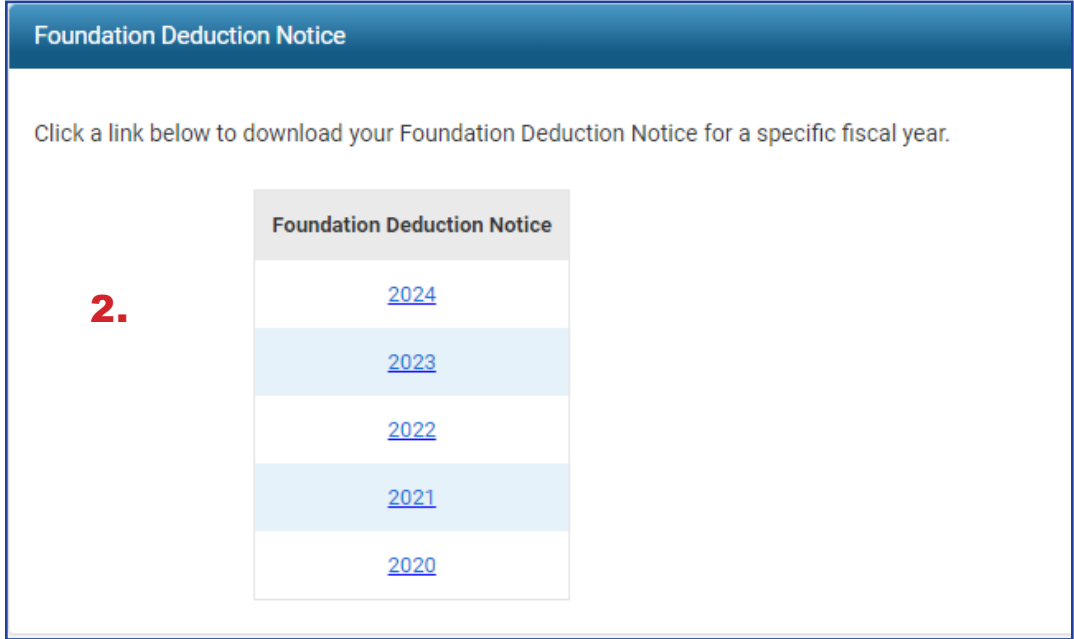 Foundation Deduction Notice
Click a link below to download your Foundation Deduction Notice for a specific fiscal year.
Foundation Deduction Notice
2.
2024
2023
2022
2021
2020